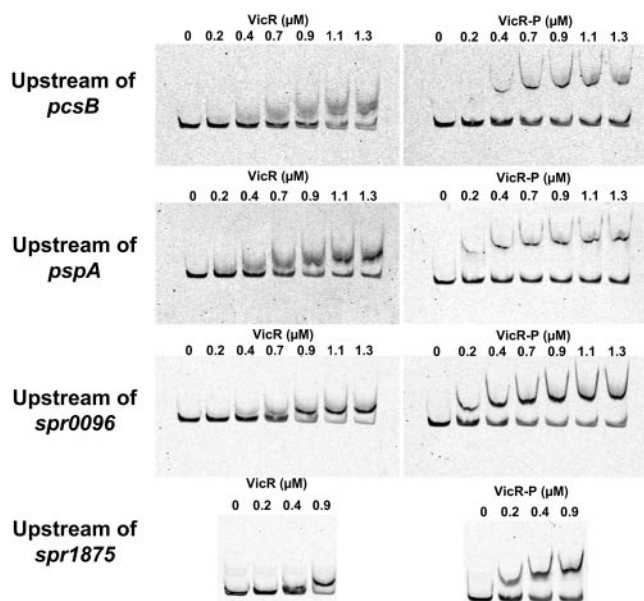 VicR (µM) VicR-P (µM)
0 0.2 0.4 0.7 0.9 1.1 1.3 0 0.2 0.4 0.7 0.9 1.1 1.3
Upstream of
pcsB
VicR (µM) VicR-P (µM)
0 0.2 0.4 0.7 0.9 1.1 1.3 0 0.2 0.4 0.7 0.9 1.1 1.3
Upstream of
pspA
VicR (µM) VicR-P (µM)
0 0.2 0.4 0.7 0.9 1.1 1.3 0 0.2 0.4 0.7 0.9 1.1 1.3
Upstream of
spr0096
VicR (µM) VicR-P (µM)
0 0.2 0.4 0.9 0 0.2 0.4 0.9
Upstream of
spr1875